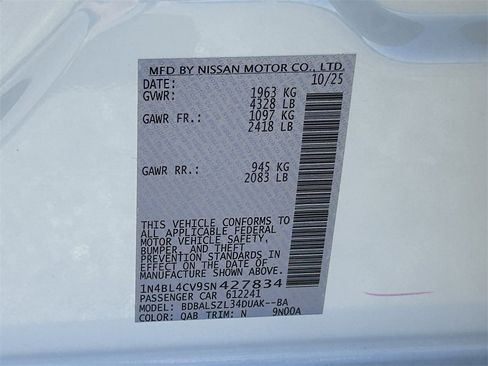 MFD BY NISSAN MOTOR CO., LTD.
DATE: 10/25
GVWR: 1963 KG
4328 LB
GAWR FR.: 1097 KG
2418 LB
GAWR RR.: 945 KG
2083 LB
THIS VEHICLE CONFORMS TO
ALL APPLICABLE FEDERAL
MOTOR VEHICLE SAFETY,
BUMPER, AND THEFT
PREVENTION STANDARDS IN
EFFECT ON THE DATE OF
MANUFACTURE SHOWN ABOVE.
1N4BL4CV9SN427834
PASSENGER CAR 612241
MODEL: BDBALSZL34DUAK--BA
COLOR: QAB TRIM: N 9N00A